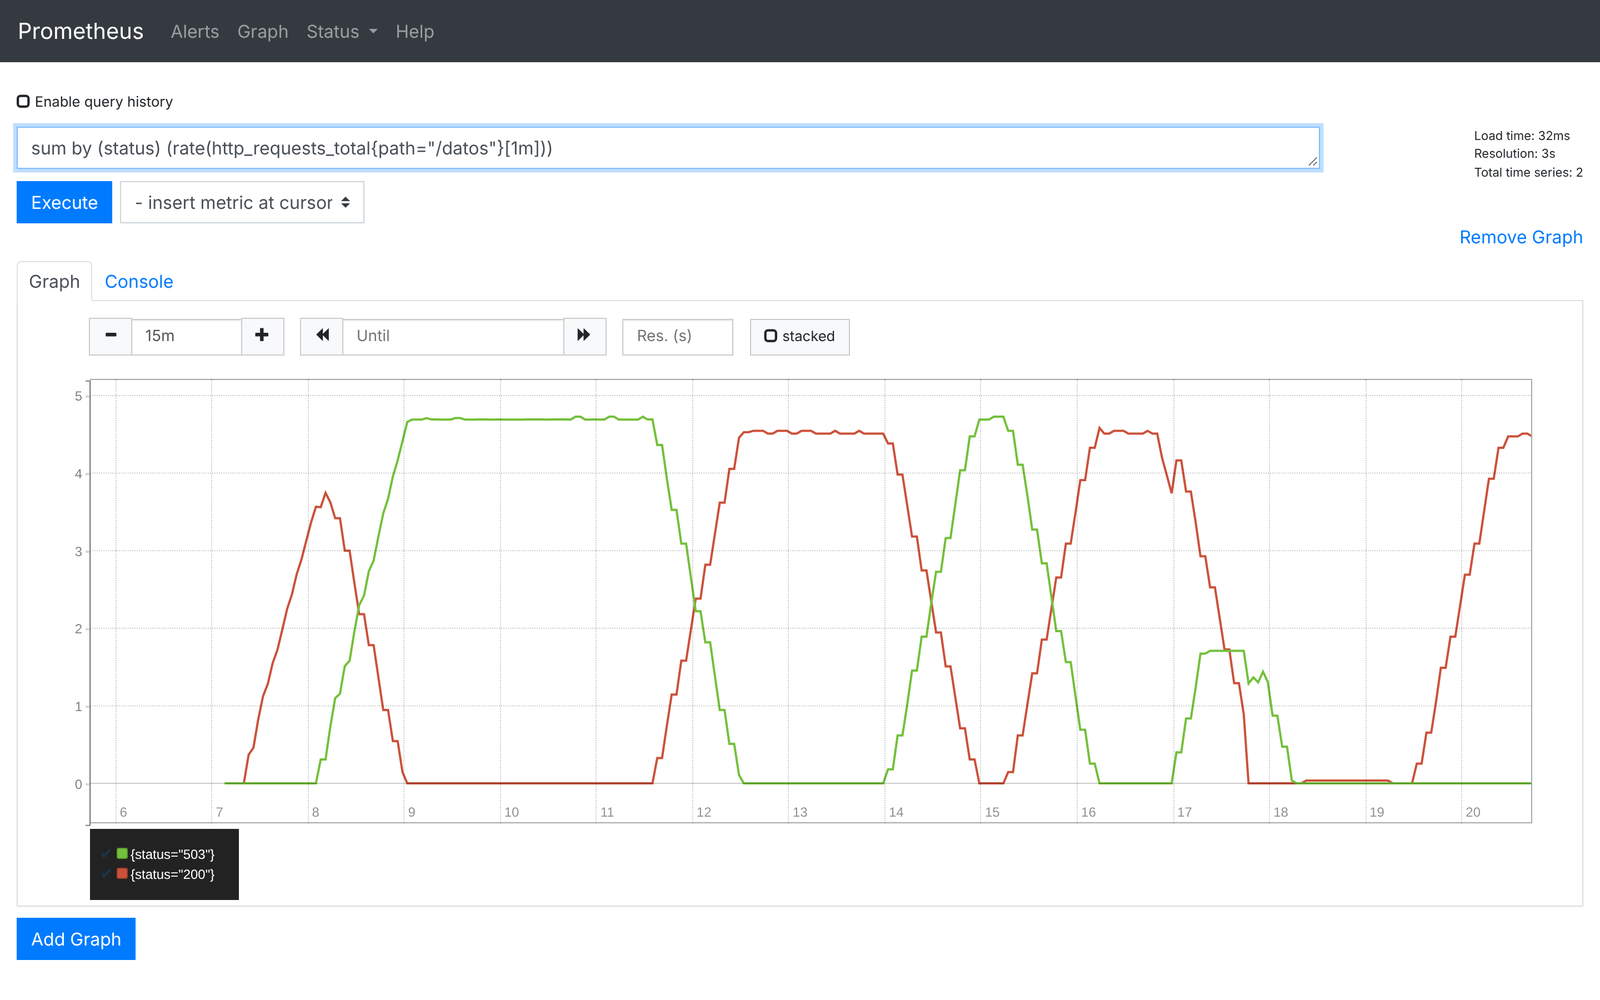 Prometheus Alerts Graph Status Help
Enable query history
sum by (status) (rate(http_requests_total{path="/datos"}[1m]))
Load time: 32ms
Resolution: 3s
Total time series: 2
Execute - insert metric at cursor
Remove Graph
Graph Console
15m Until Res. (s) stacked
5
4
3
2
1
0
6 7 8 9 10 11 12 13 14 15 16 17 18 19 20
{status="503"}
{status="200"}
Add Graph